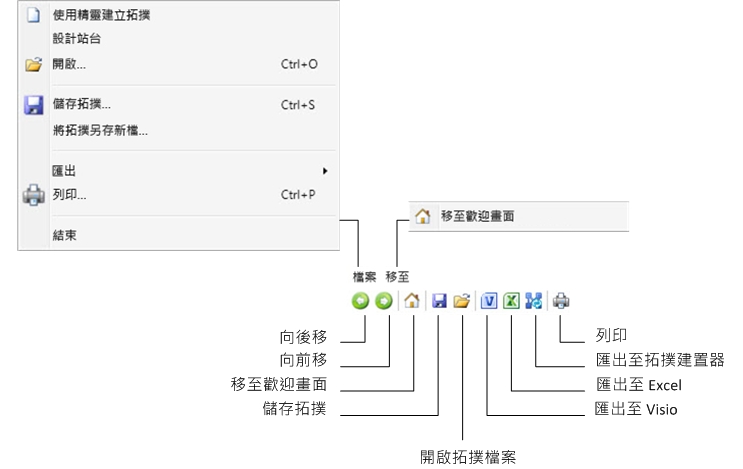 使用精靈建立拓撲
設計站台
開啟... Ctrl+O
儲存拓撲... Ctrl+S
將拓撲另存新檔...
匯出
列印... Ctrl+P
結束
移至歡迎畫面
檔案 移至
向後移
向前移
移至歡迎畫面
儲存拓撲
開啟拓撲檔案
列印
匯出至拓撲建置器
匯出至 Excel
匯出至 Visio